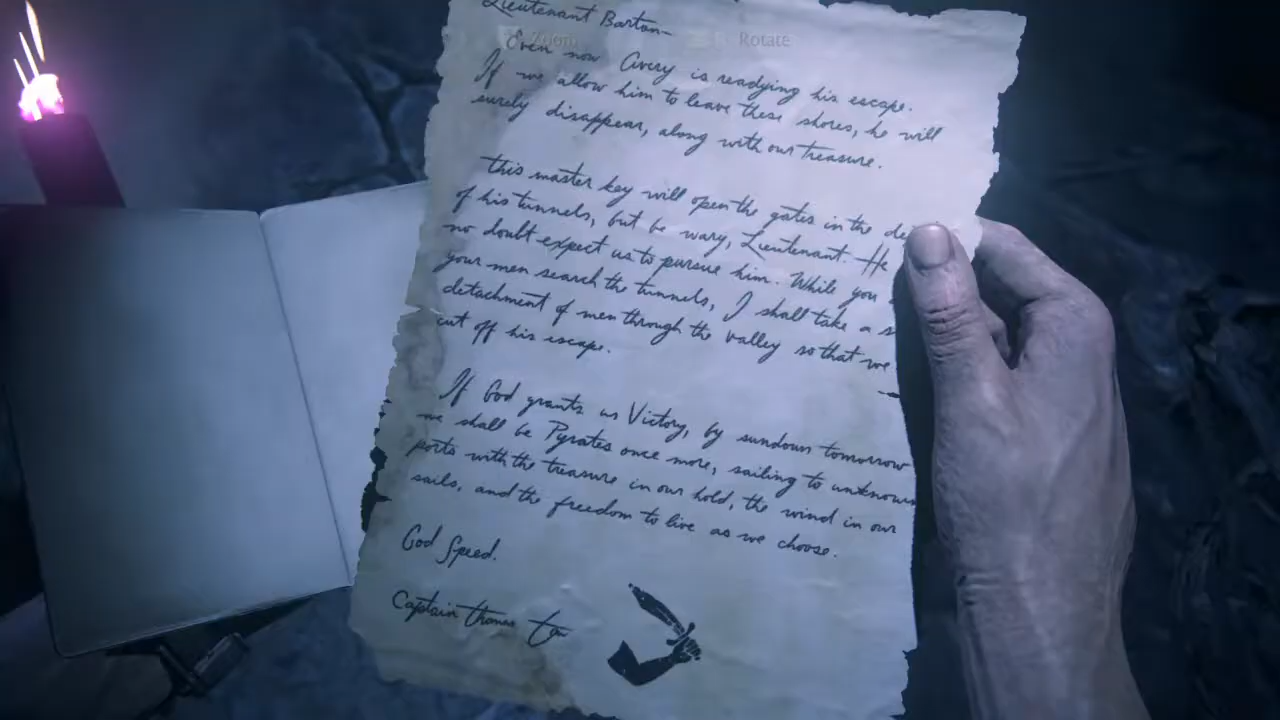 Lieutenant Barton—
Zoom
Rotate
Even now Avery is readying his escape.
If we allow him to leave these shores, he will
surely disappear, along with our treasure.
This master key will open the gates in the
of his tunnels, but be wary, Lieutenant. He
no doubt expect us to pursue him. While you
your men search the tunnels, I shall take a
detachment of men through the valley so that we
cut off his escape.
If God grants us Victory, by sundown tomorrow
we shall be Pyrates once more, sailing to unknown
ports with the treasure in our hold, the wind in our
sails, and the freedom to live as we choose.
God Speed.
Captain Thomas Tew